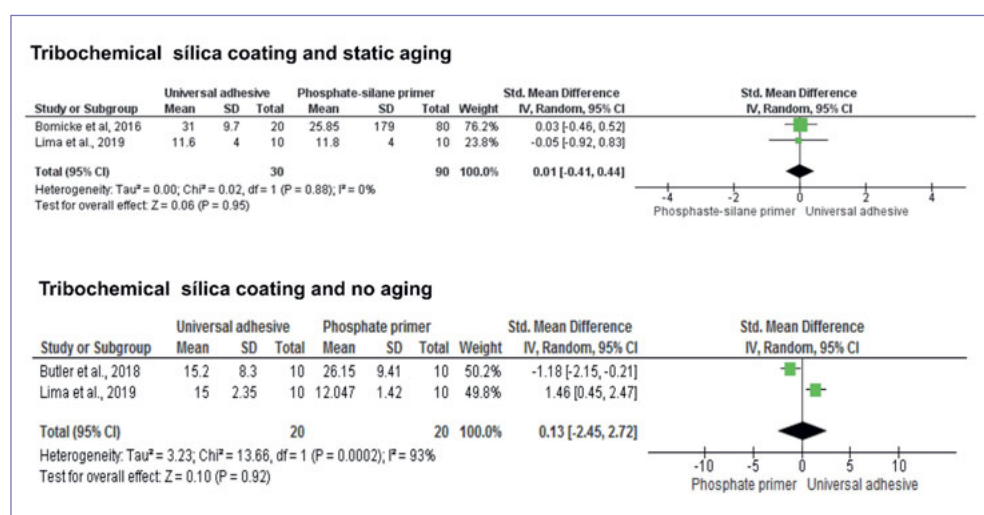 Tribochemical sílica coating and static aging
Universal adhesive Phosphate-silane primer Std. Mean Difference Std. Mean Difference
Study or Subgroup Mean SD Total Mean SD Total Weight IV, Random, 95% CI IV, Random, 95% CI
Bomicke et al, 2016 31 9.7 20 25.85 179 80 76.2% 0.03 [-0.46, 0.52]
Lima et al., 2019 11.6 4 10 11.8 4 10 23.8% -0.05 [-0.92, 0.83]
Total (95% CI) 30 90 100.0% 0.01 [-0.41, 0.44]
Heterogeneity: Tau² = 0.00; Chi² = 0.02, df = 1 (P = 0.88); I² = 0%
Test for overall effect: Z = 0.06 (P = 0.95)
-4 -2 0 2 4
Phosphaste-silane primer Universal adhesive
Tribochemical sílica coating and no aging
Universal adhesive Phosphate primer Std. Mean Difference Std. Mean Difference
Study or Subgroup Mean SD Total Mean SD Total Weight IV, Random, 95% CI IV, Random, 95% CI
Butler et al., 2018 15.2 8.3 10 26.15 9.41 10 50.2% -1.18 [-2.15, -0.21]
Lima et al., 2019 15 2.35 10 12.047 1.42 10 49.8% 1.46 [0.45, 2.47]
Total (95% CI) 20 20 100.0% 0.13 [-2.45, 2.72]
Heterogeneity: Tau² = 3.23; Chi² = 13.66, df = 1 (P = 0.0002); I² = 93%
Test for overall effect: Z = 0.10 (P = 0.92)
-10 -5 0 5 10
Phosphate primer Universal adhesive